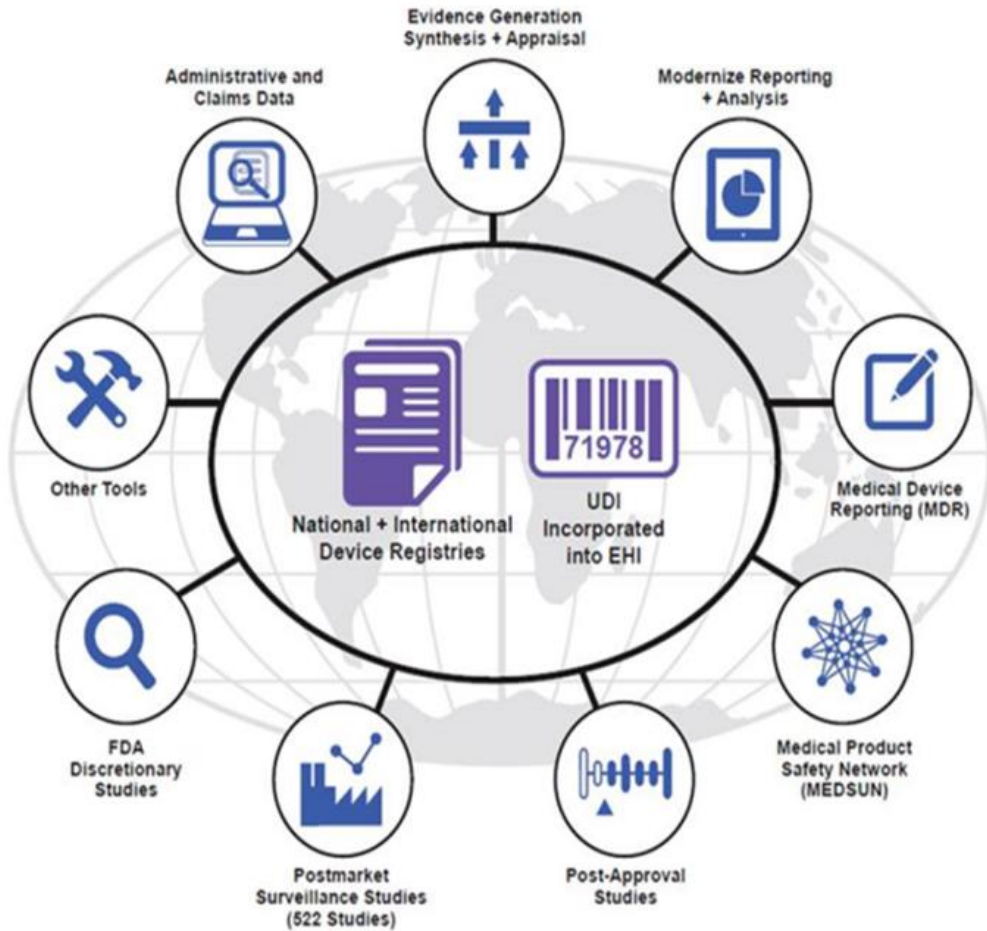 Evidence Generation
Synthesis + Appraisal
Administrative and
Claims Data
Modernize Reporting
+ Analysis
Other Tools
71978
National + International
Device Registries
UDI
Incorporated
into EHI
Medical Device
Reporting (MDR)
FDA
Discretionary
Studies
Medical Product
Safety Network
(MEDSUN)
Postmarket
Surveillance Studies
(522 Studies)
Post-Approval
Studies